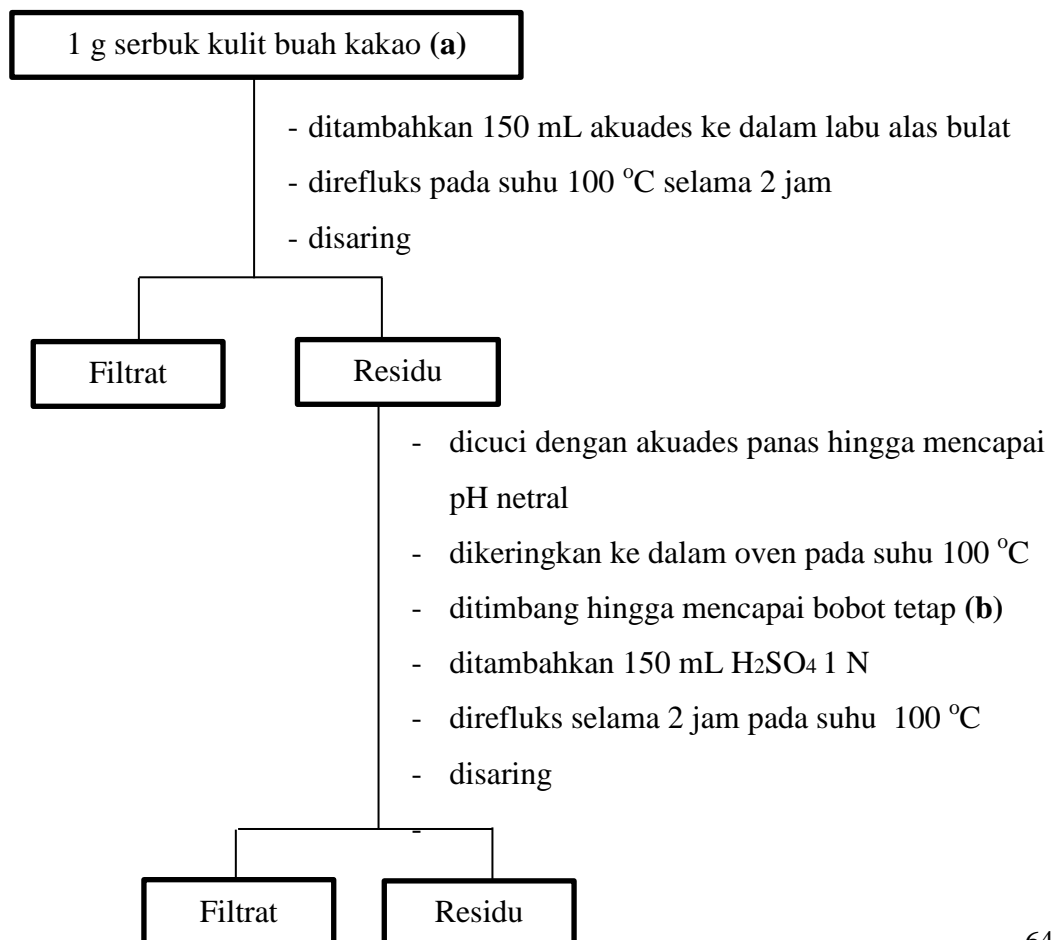 1 g serbuk kulit buah kakao (a)
- ditambahkan 150 mL akuades ke dalam labu alas bulat
- direfluks pada suhu 100 °C selama 2 jam
- disaring
Filtrat
Residu
- dicuci dengan akuades panas hingga mencapai
pH netral
- dikeringkan ke dalam oven pada suhu 100 °C
- ditimbang hingga mencapai bobot tetap (b)
- ditambahkan 150 mL H2SO4 1 N
- direfluks selama 2 jam pada suhu 100 °C
- disaring
-
Filtrat
Residu
64